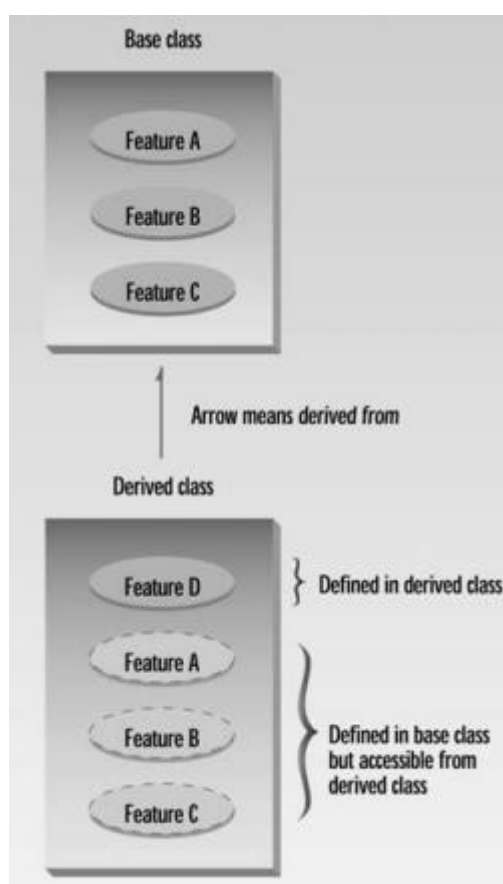 Base class
Feature A
Feature B
Feature C
Arrow means derived from
Derived class
Feature D
Defined in derived class
Feature A
Feature B
Feature C
Defined in base class
but accessible from
derived class